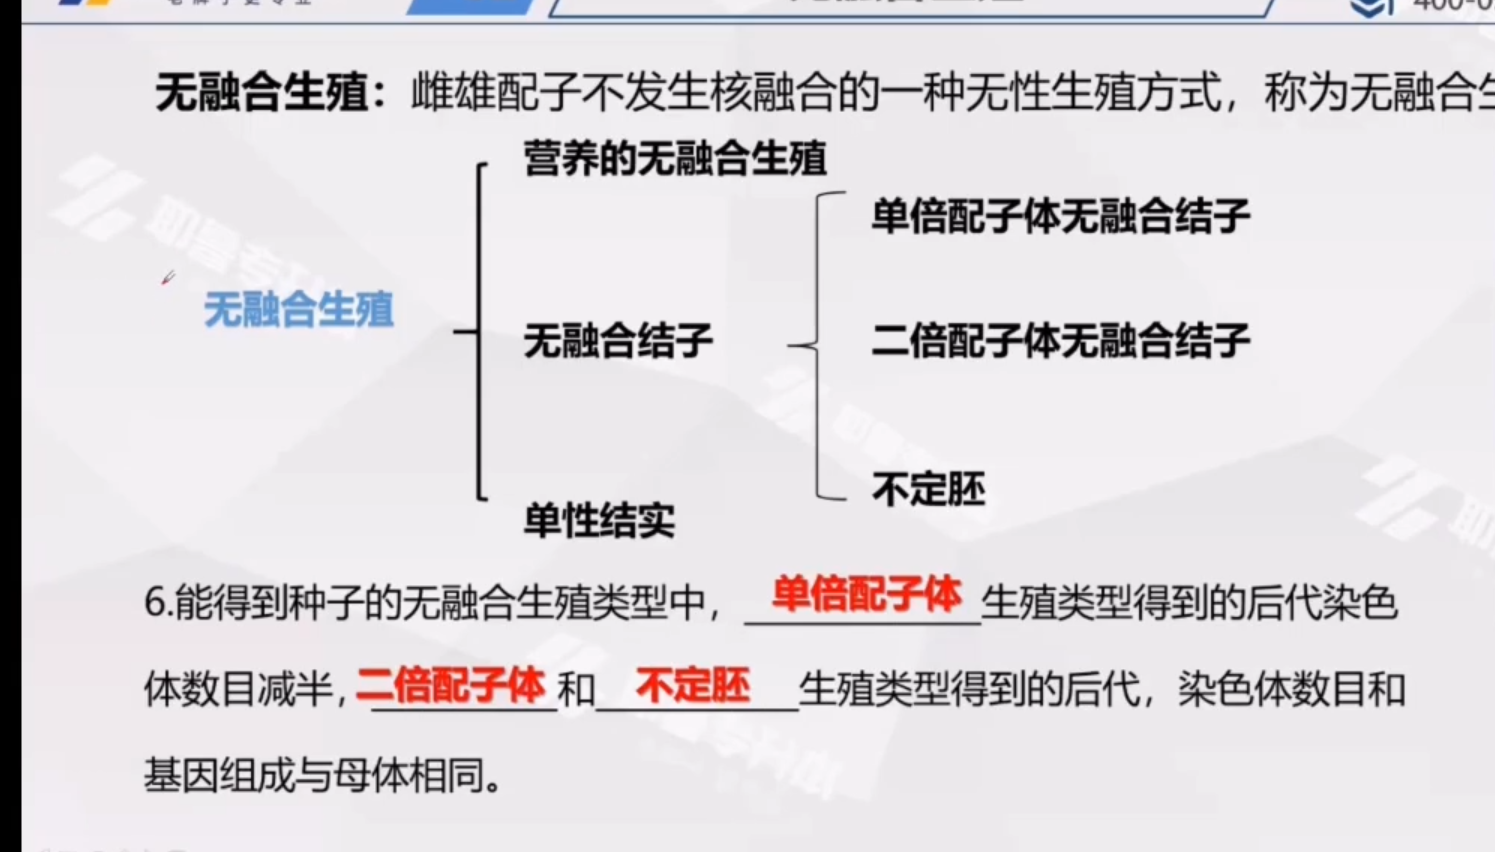 无融合生殖：雌雄配子不发生核融合的一种无性生殖方式，称为无融合生
营养的无融合生殖
单倍配子体无融合结子
无融合生殖
无融合结子
二倍配子体无融合结子
不定胚
单性结实
6.能得到种子的无融合生殖类型中，单倍配子体生殖类型得到的后代染色
体数目减半，二倍配子体和不定胚生殖类型得到的后代，染色体数目和
基因组成与母体相同。